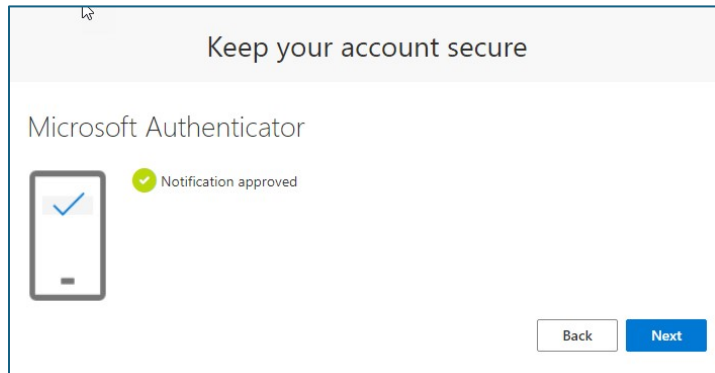 Keep your account secure
Microsoft Authenticator
Notification approved
Back
Next